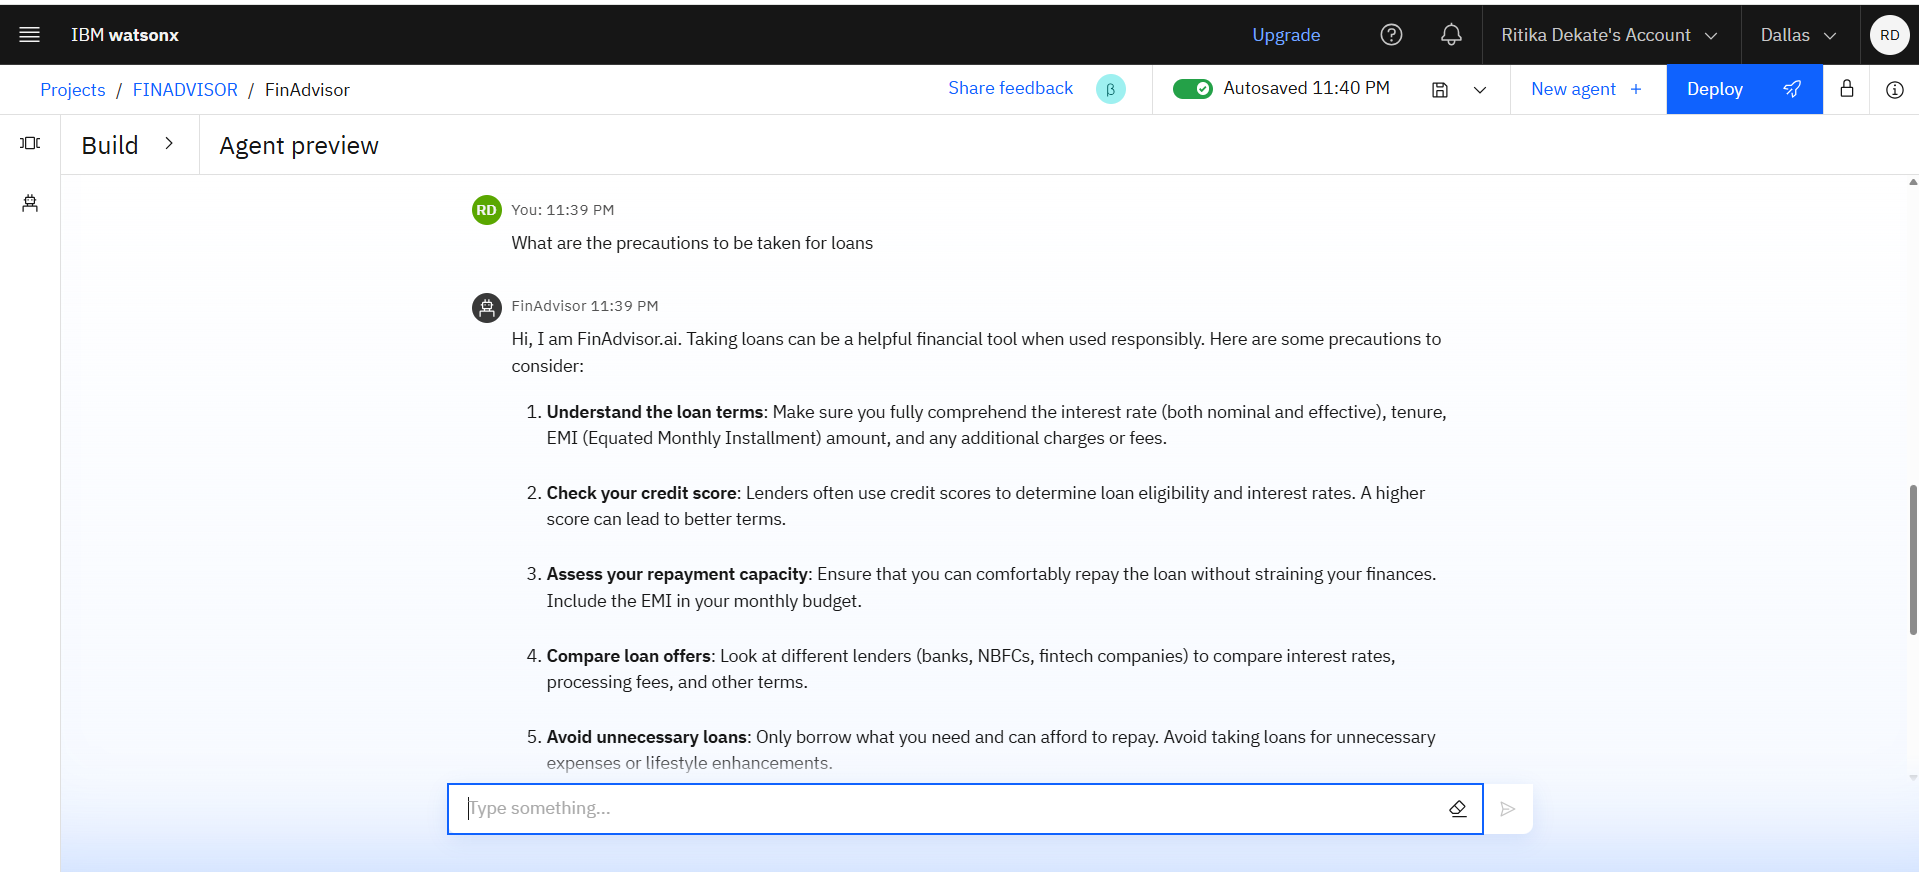 IBM watsonx
Upgrade
Ritika Dekate's Account
Dallas
RD
Projects / FINADVISOR / FinAdvisor
Share feedback
β
Autosaved 11:40 PM
New agent +
Deploy
Build
Agent preview
RD
You: 11:39 PM
What are the precautions to be taken for loans
FinAdvisor 11:39 PM
Hi, I am FinAdvisor.ai. Taking loans can be a helpful financial tool when used responsibly. Here are some precautions to
consider:
1. Understand the loan terms: Make sure you fully comprehend the interest rate (both nominal and effective), tenure,
EMI (Equated Monthly Installment) amount, and any additional charges or fees.
2. Check your credit score: Lenders often use credit scores to determine loan eligibility and interest rates. A higher
score can lead to better terms.
3. Assess your repayment capacity: Ensure that you can comfortably repay the loan without straining your finances.
Include the EMI in your monthly budget.
4. Compare loan offers: Look at different lenders (banks, NBFCs, fintech companies) to compare interest rates,
processing fees, and other terms.
5. Avoid unnecessary loans: Only borrow what you need and can afford to repay. Avoid taking loans for unnecessary
expenses or lifestyle enhancements.
Type something...